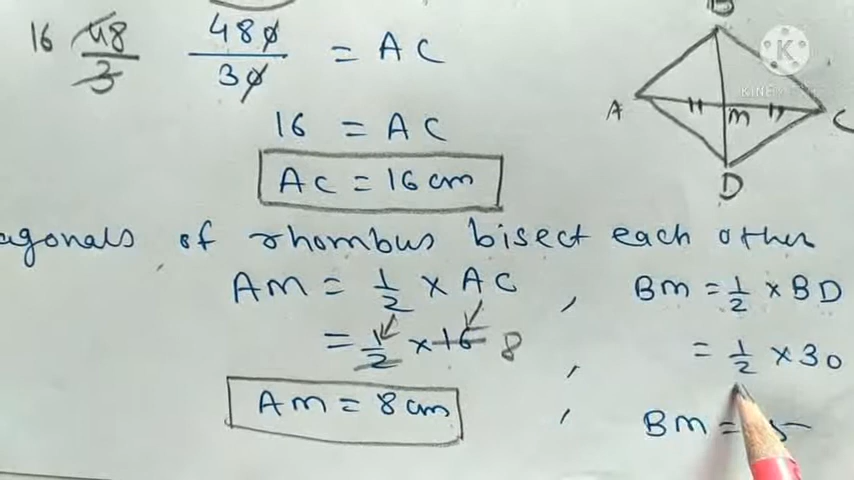 16 48/3 480/30 = AC
16 = AC
AC = 16 cm
agonals of rhombus bisect each other
AM = 1/2 × AC , BM = 1/2 × BD
= 1/2 × 16 8 , = 1/2 × 30
AM = 8 cm , BM =
B
A
M
C
D
K